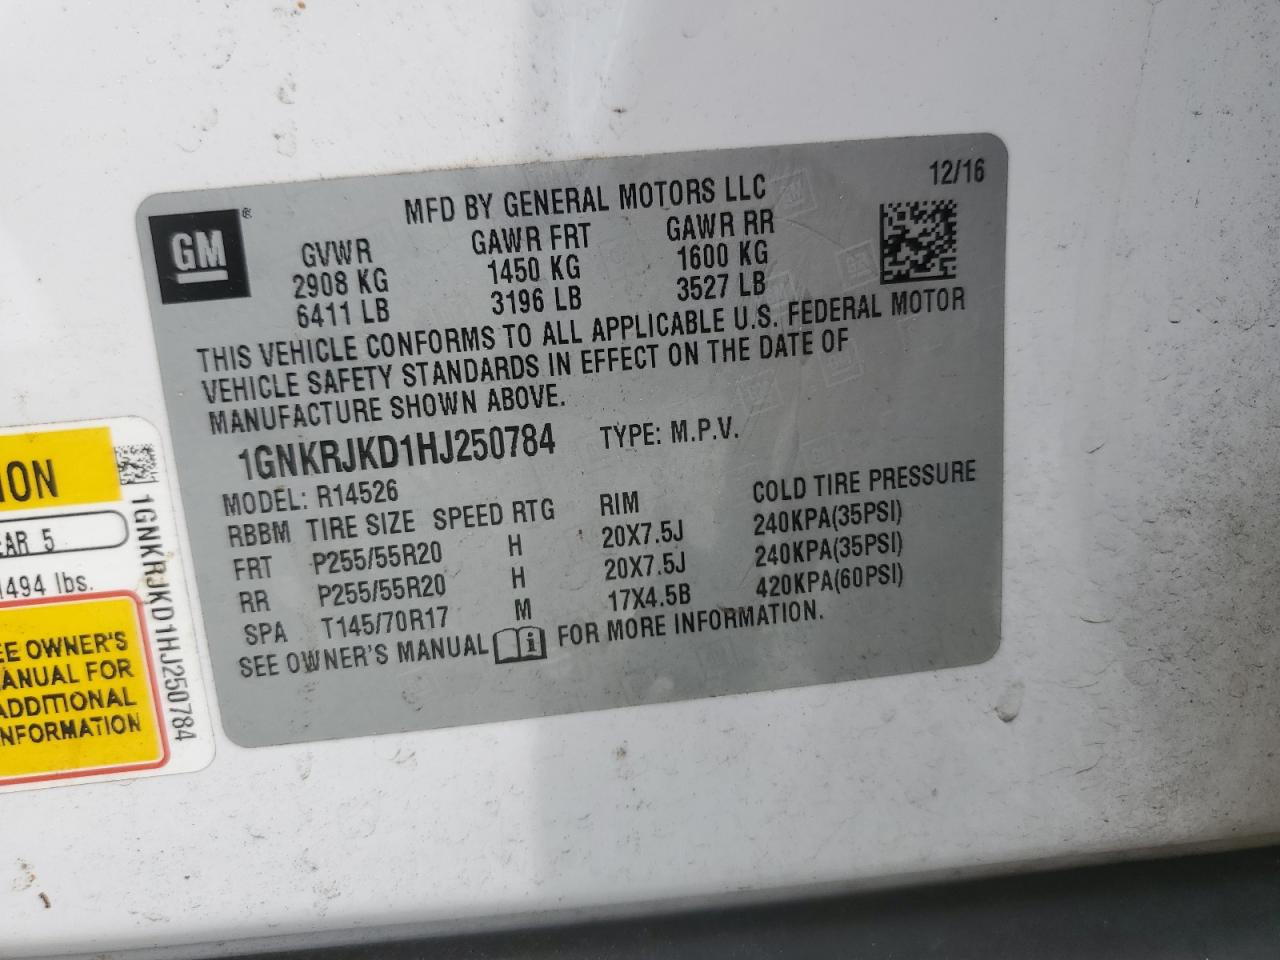 12/16
MFD BY GENERAL MOTORS LLC
GM®
GVWR GAWR FRT GAWR RR
2908 KG 1450 KG 1600 KG
6411 LB 3196 LB 3527 LB
THIS VEHICLE CONFORMS TO ALL APPLICABLE U.S. FEDERAL MOTOR
VEHICLE SAFETY STANDARDS IN EFFECT ON THE DATE OF
MANUFACTURE SHOWN ABOVE.
1GNKRJKD1HJ250784 TYPE: M.P.V.
MODEL: R14526
RBBM TIRE SIZE SPEED RTG RIM COLD TIRE PRESSURE
FRT P255/55R20 H 20X7.5J 240KPA(35PSI)
RR P255/55R20 H 20X7.5J 240KPA(35PSI)
SPA T145/70R17 M 17X4.5B 420KPA(60PSI)
SEE OWNER'S MANUAL i FOR MORE INFORMATION.
ION
EAR 5
1494 lbs.
EE OWNER'S
ANUAL FOR
ADDITIONAL
NFORMATION
1GNKRJKD1HJ250784